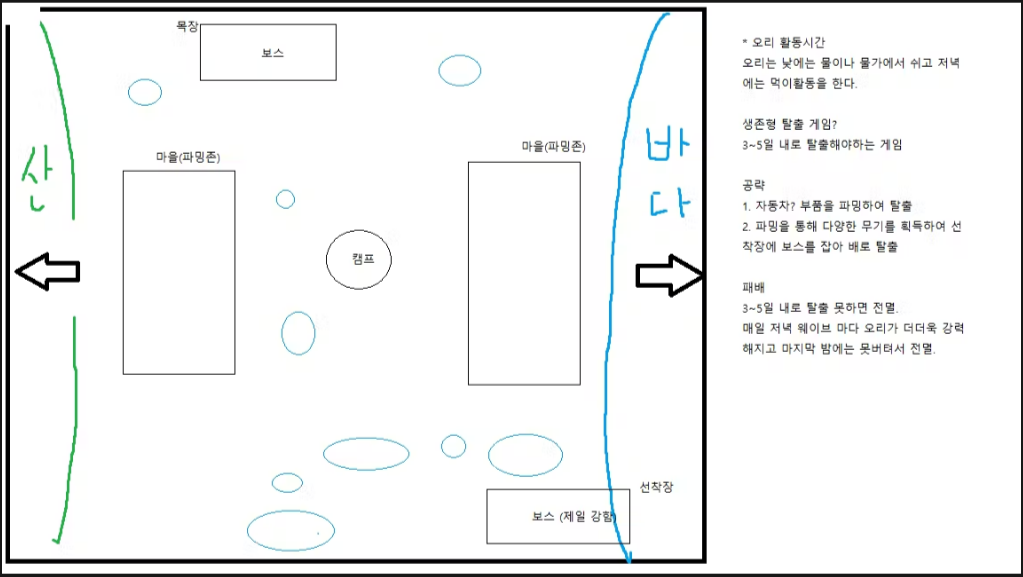 목장
보스
마을(파밍존)
마을(파밍존)
산
바
다
캠프
선착장
보스 (제일 강함)
* 오리 활동시간
오리는 낮에는 물이나 물가에서 쉬고 저녁
에는 먹이활동을 한다.
생존형 탈출 게임?
3~5일 내로 탈출해야하는 게임
공략
1. 자동차? 부품을 파밍하여 탈출
2. 파밍을 통해 다양한 무기를 획득하여 선
착장에 보스를 잡아 배로 탈출
패배
3~5일 내로 탈출 못하면 전멸.
매일 저녁 웨이브 마다 오리가 더더욱 강력
해지고 마지막 밤에는 못버텨서 전멸.